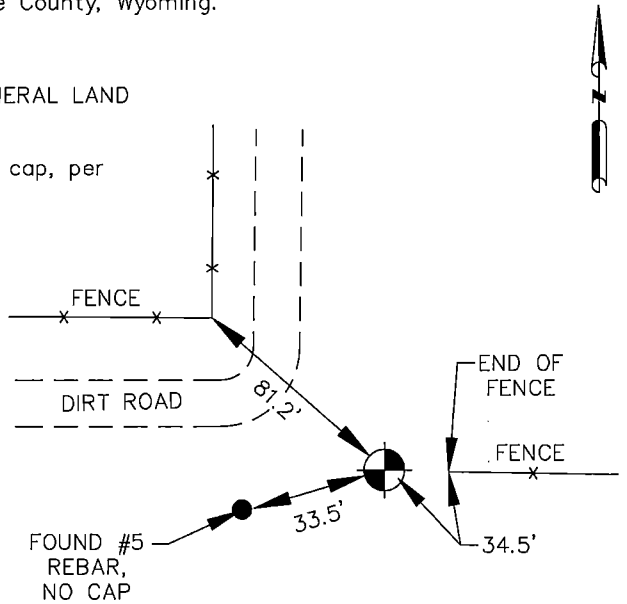 e County, Wyoming.
ERAL LAND
cap, per
N
FENCE
DIRT ROAD
81.2'
END OF
FENCE
FENCE
33.5'
34.5'
FOUND #5
REBAR,
NO CAP